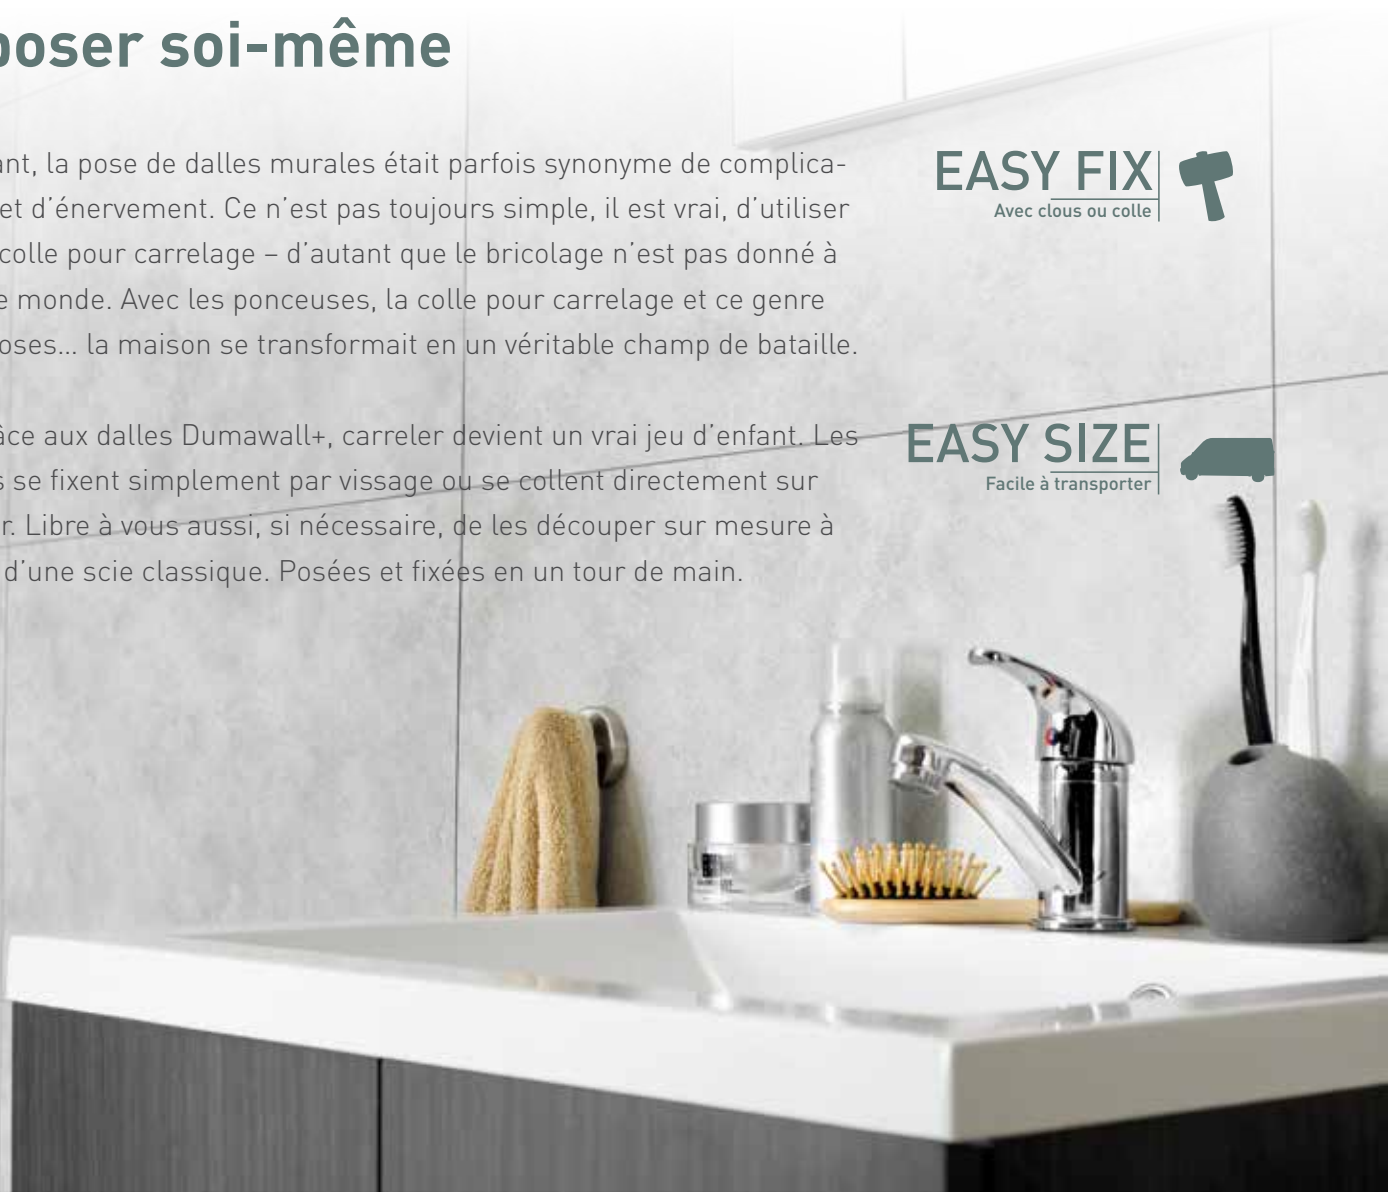 poser soi-même
ant, la pose de dalles murales était parfois synonyme de complica-
et d’énervement. Ce n’est pas toujours simple, il est vrai, d’utiliser
colle pour carrelage – d’autant que le bricolage n’est pas donné à
e monde. Avec les ponceuses, la colle pour carrelage et ce genre
oses… la maison se transformait en un véritable champ de bataille.
âce aux dalles Dumawall+, carreler devient un vrai jeu d’enfant. Les
s se fixent simplement par vissage ou se collent directement sur
r. Libre à vous aussi, si nécessaire, de les découper sur mesure à
d’une scie classique. Posées et fixées en un tour de main.
EASY FIX
Avec clous ou colle
EASY SIZE
Facile à transporter